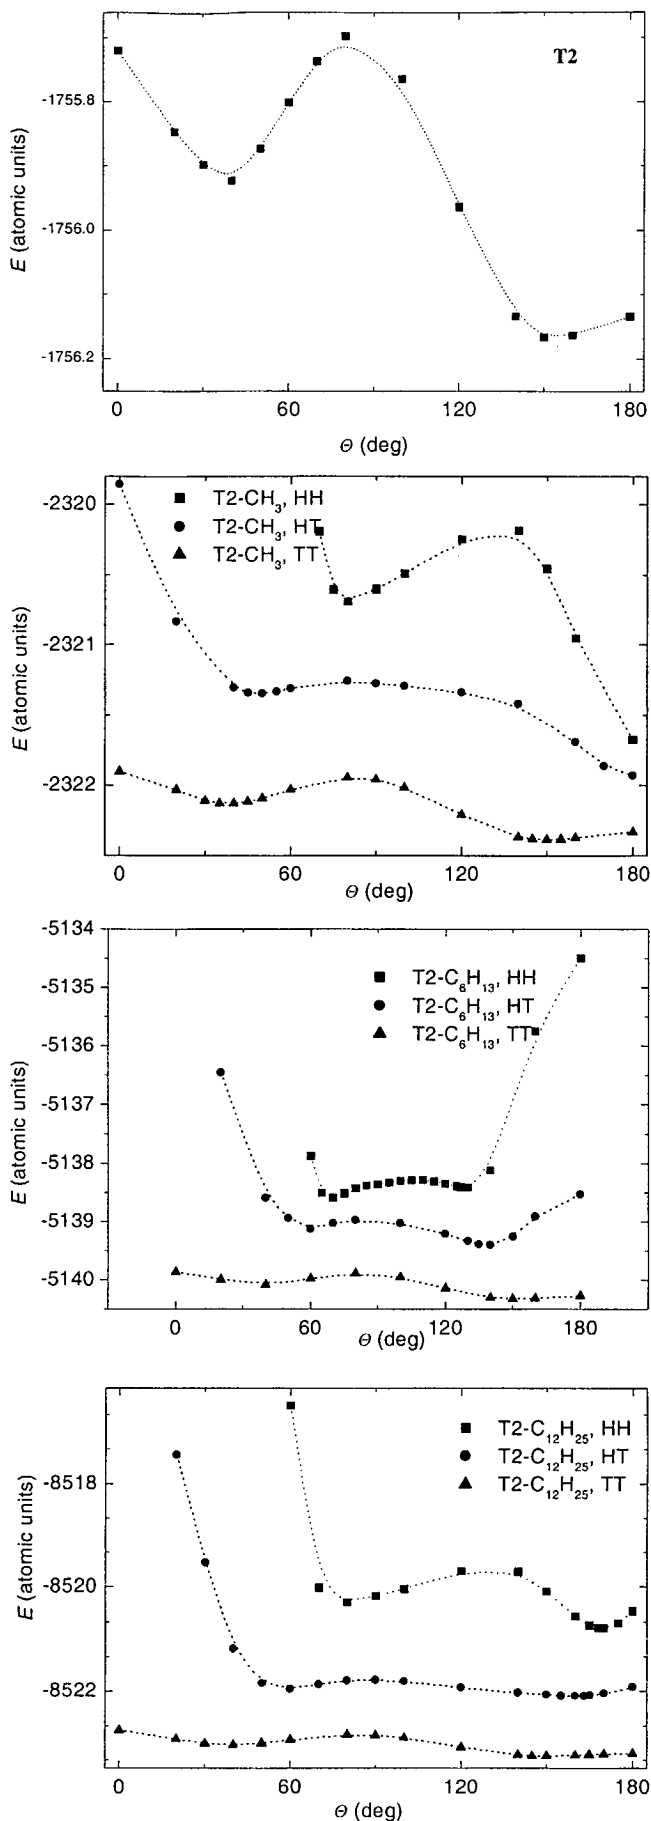 T2
-1755.8
-1756.0
-1756.2
E (atomic units)
0 60 120 180
Θ (deg)
T2-CH₃, HH
T2-CH₃, HT
T2-CH₃, TT
-2320
-2321
-2322
E (atomic units)
0 60 120 180
Θ (deg)
-5134
-5135
-5136
-5137
-5138
-5139
-5140
E (atomic units)
T2-C₆H₁₃, HH
T2-C₆H₁₃, HT
T2-C₆H₁₃, TT
0 60 120 180
Θ (deg)
T2-C₁₂H₂₅, HH
T2-C₁₂H₂₅, HT
T2-C₁₂H₂₅, TT
-8518
-8520
-8522
E (atomic units)
0 60 120 180
Θ (deg)